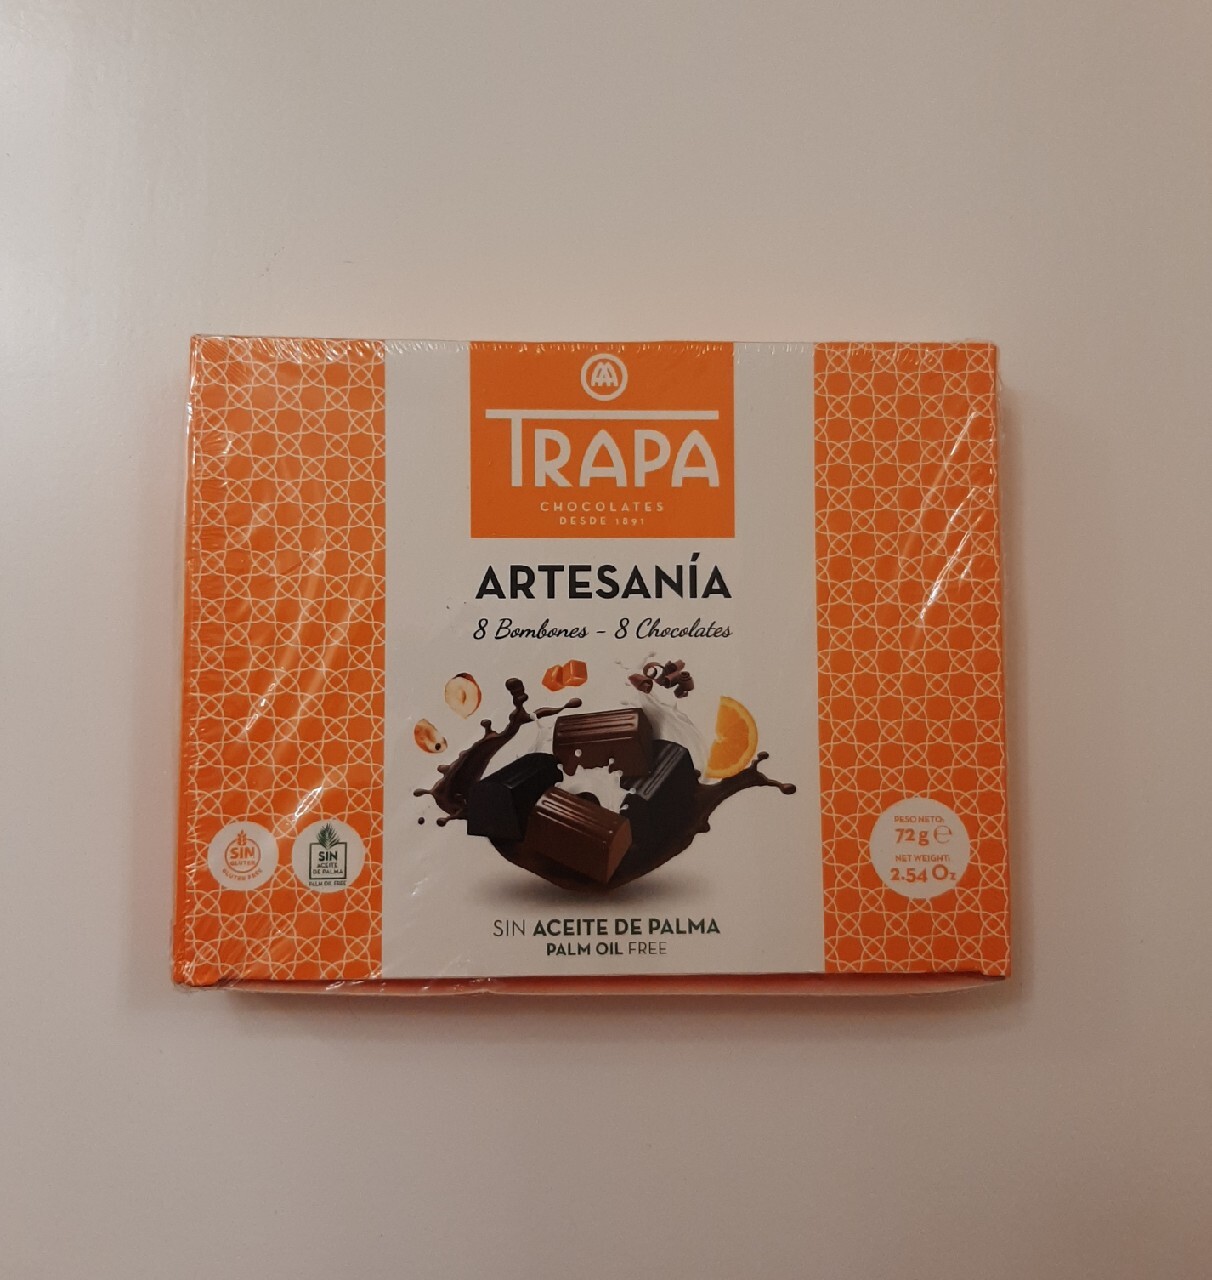 TRAPA
CHOCOLATES
DESDE 1891
ARTESANÍA
8 Bombones - 8 Chocolates
SIN
GLUTEN
GLUTEN FREE
SIN
ACEITE
DE PALMA
PALM OIL FREE
PESO NETO:
72 g ℮
NET WEIGHT:
2.54 Oz
SIN ACEITE DE PALMA
PALM OIL FREE